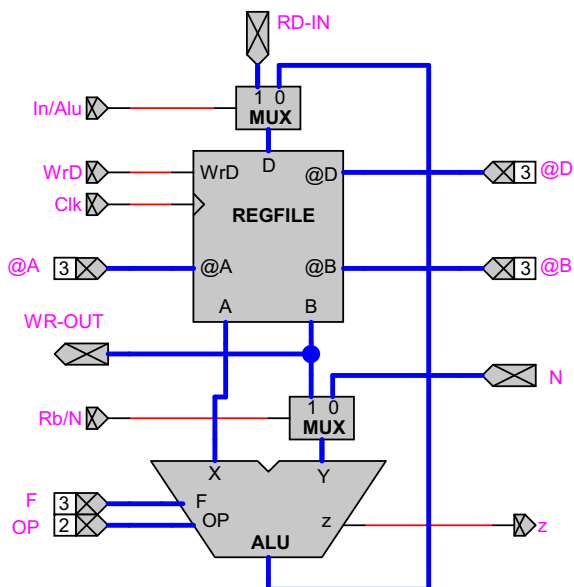 RD-IN
1 0
MUX
In/Alu
D
WrD
WrD
@D
3
@D
Clk
REGFILE
@A
3
@A
@B
3
@B
A
B
WR-OUT
1 0
MUX
N
Rb/N
X
Y
F
3
F
OP
2
OP
z
z
ALU